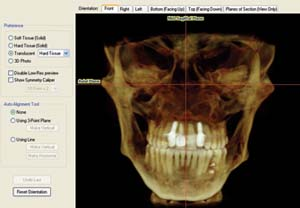 Orientation: Front Right Left Bottom (Facing Up) Top (Facing Down) Planes of Section (View Only)
Preference
Soft Tissue (Solid)
Hard Tissue (Solid)
Translucent Hard Tissue
3D-Photo
Disable Low-Res preview
Show Symmetry Caliper
Auto-Alignment Tool
None
Using 3-Point Plane
Make Vertical
Using Line
Make Vertical
Make Horizontal
Undo Last
Reset Orientation
Mid-Sagittal Plane
Axial Plane